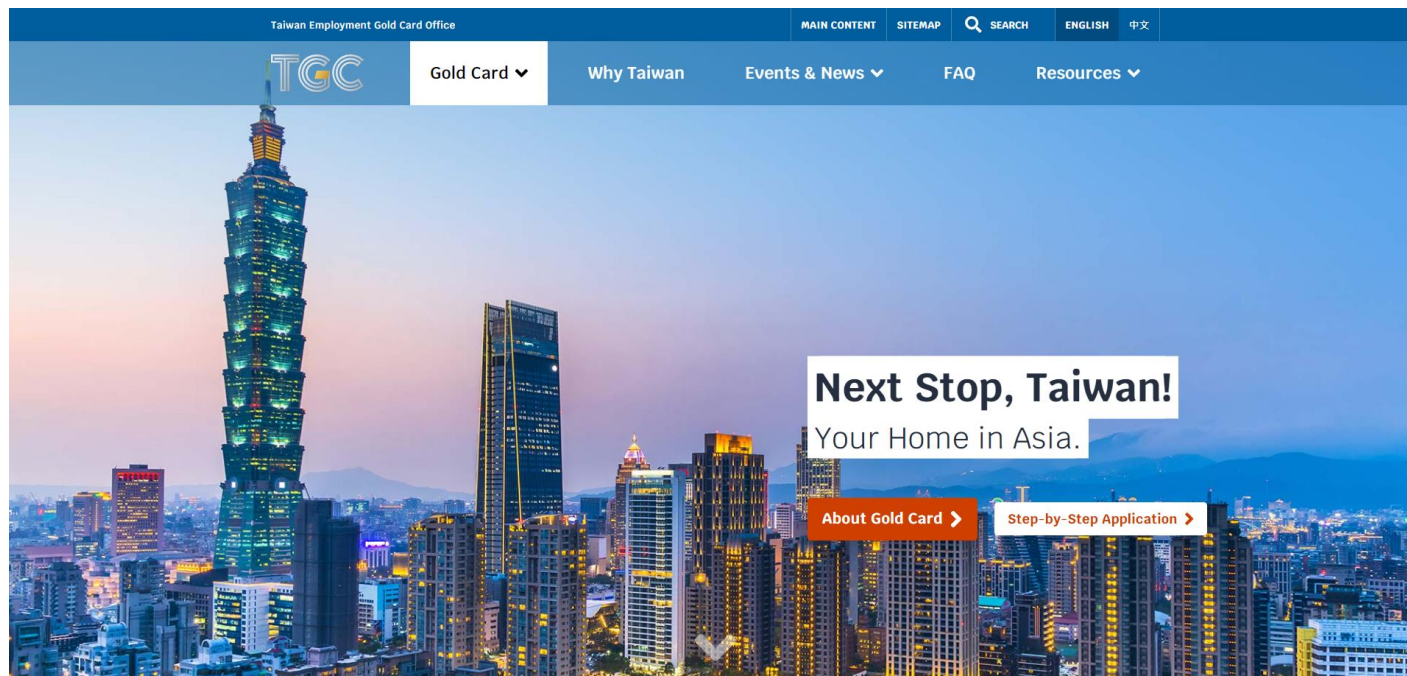 Taiwan Employment Gold Card Office
MAIN CONTENT SITEMAP SEARCH ENGLISH 中文
TGC Gold Card Why Taiwan Events & News FAQ Resources
Next Stop, Taiwan!
Your Home in Asia.
About Gold Card Step-by-Step Application